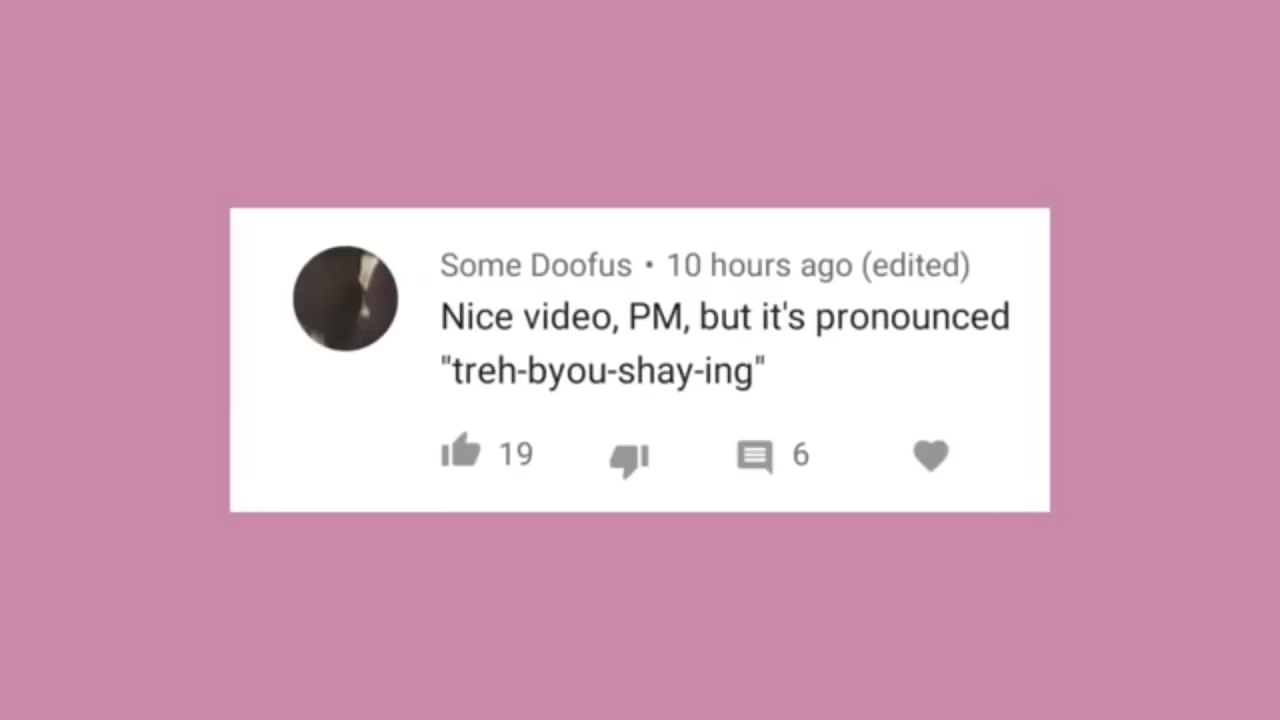 Some Doofus • 10 hours ago (edited)
Nice video, PM, but it's pronounced
"treh-byou-shay-ing"
19 6